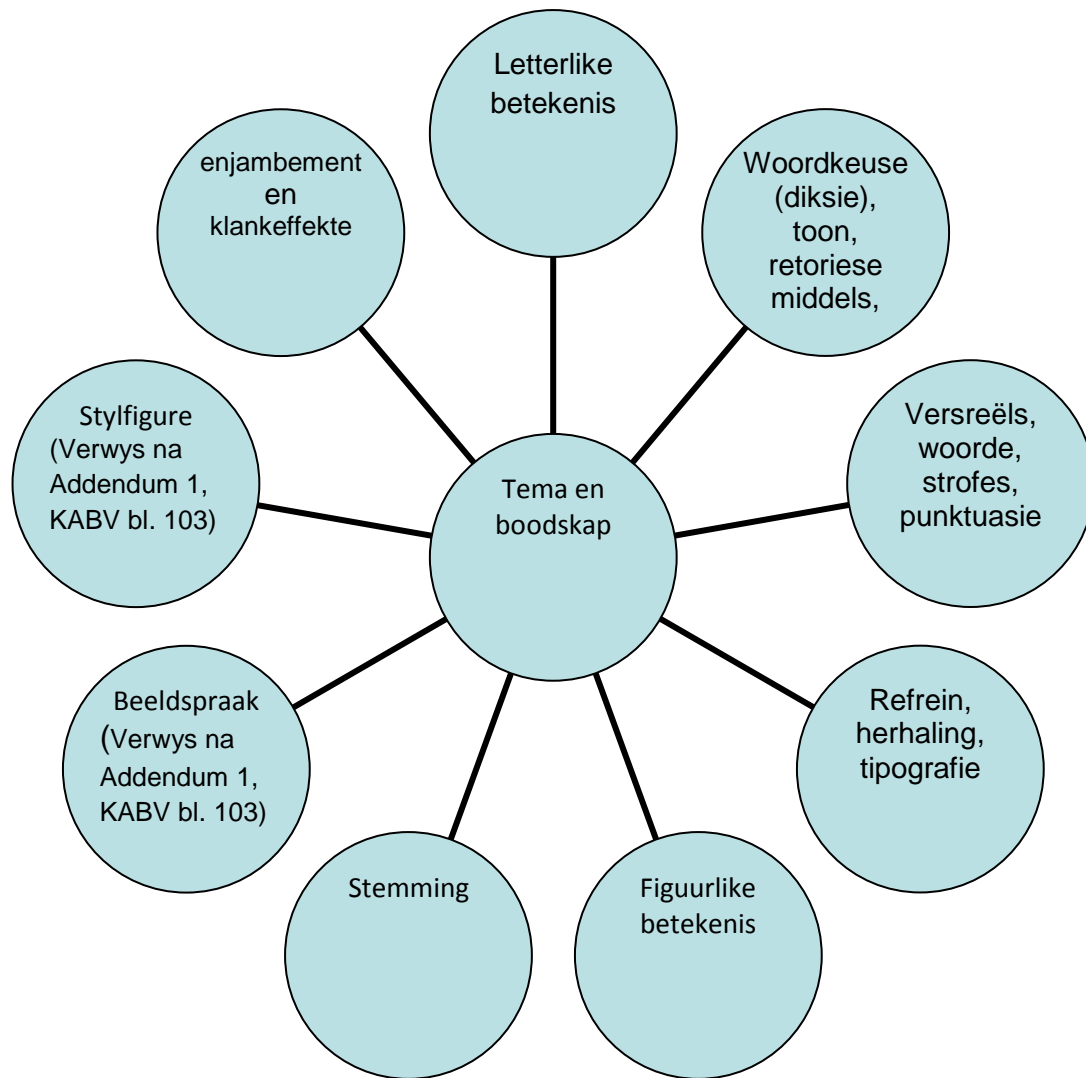 Letterlike
betekenis
Woordkeuse
(diksie),
toon,
retoriese
middels,
Versreëls,
woorde,
strofes,
punktuasie
Refrein,
herhaling,
tipografie
Figuurlike
betekenis
Stemming
Beeldspraak
(Verwys na
Addendum 1,
KABV bl. 103)
Stylfigure
(Verwys na
Addendum 1,
KABV bl. 103)
enjambement
en
klankeffekte
Tema en
boodskap